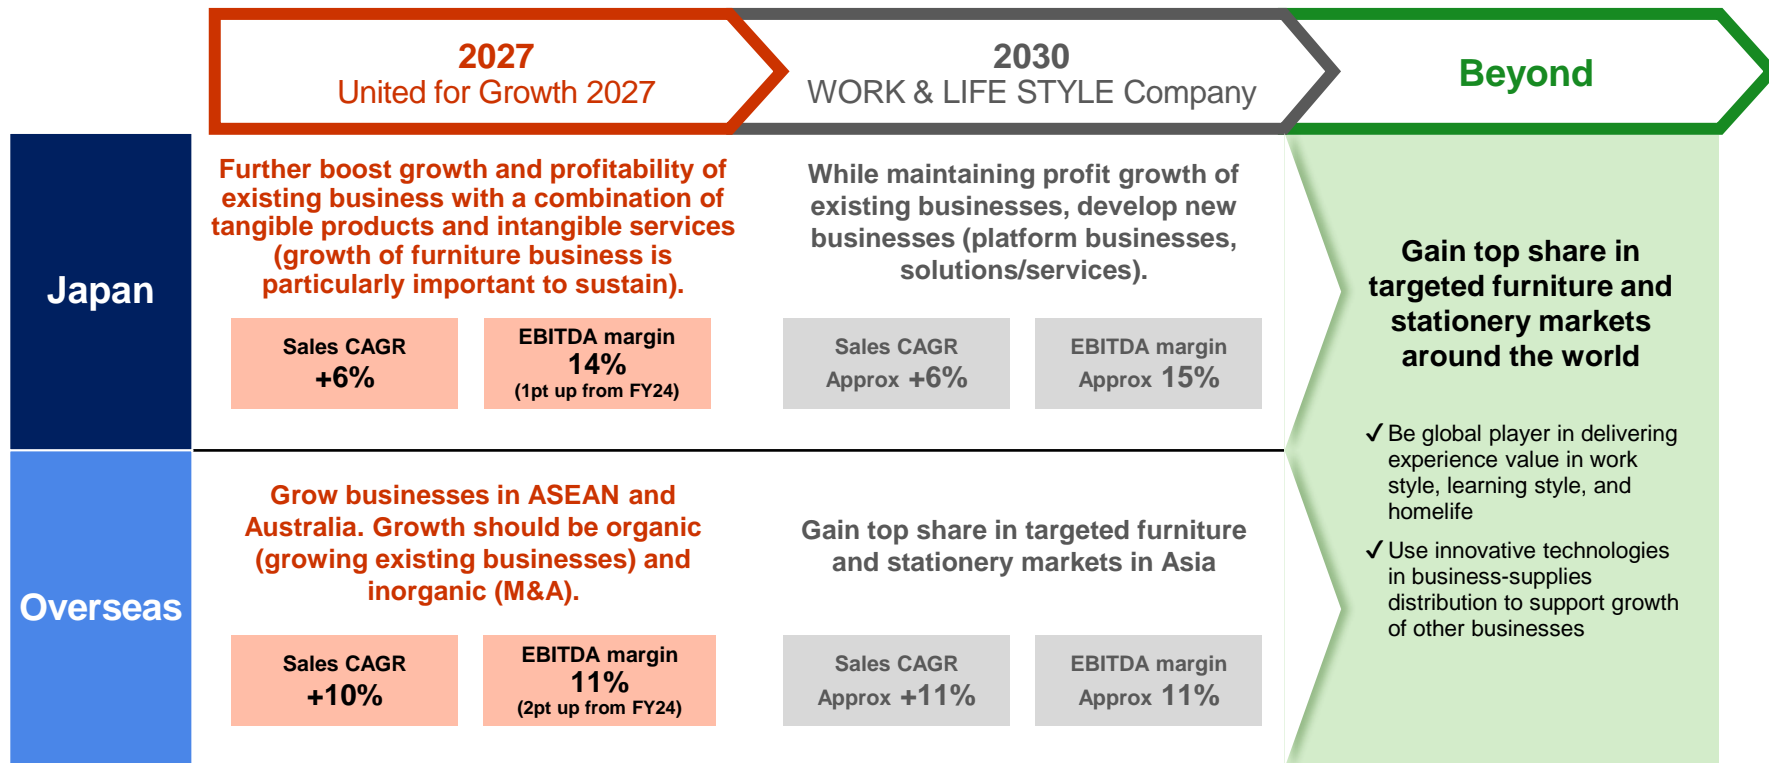 2027
United for Growth 2027
2030
WORK & LIFE STYLE Company
Beyond
Japan
Further boost growth and profitability of
existing business with a combination of
tangible products and intangible services
(growth of furniture business is
particularly important to sustain).
Sales CAGR
+6%
EBITDA margin
14%
(1pt up from FY24)
While maintaining profit growth of
existing businesses, develop new
businesses (platform businesses,
solutions/services).
Sales CAGR
Approx +6%
EBITDA margin
Approx 15%
Overseas
Grow businesses in ASEAN and
Australia. Growth should be organic
(growing existing businesses) and
inorganic (M&A).
Sales CAGR
+10%
EBITDA margin
11%
(2pt up from FY24)
Gain top share in targeted furniture
and stationery markets in Asia
Sales CAGR
Approx +11%
EBITDA margin
Approx 11%
Gain top share in
targeted furniture and
stationery markets
around the world
✓ Be global player in delivering
experience value in work
style, learning style, and
homelife
✓ Use innovative technologies
in business-supplies
distribution to support growth
of other businesses